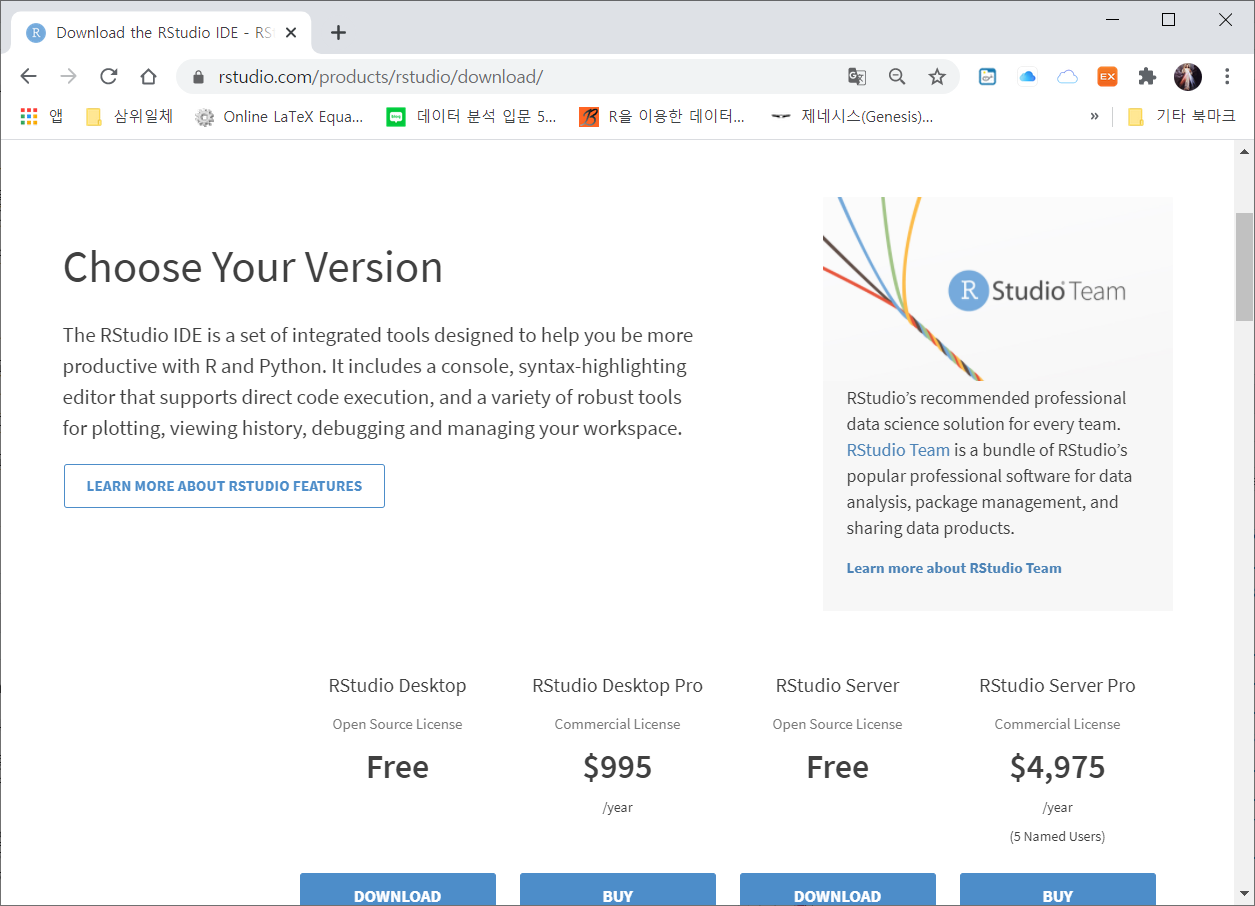 Download the RStudio IDE - RS
rstudio.com/products/rstudio/download/
EX
앱
삼위일체
Online LaTeX Equa...
데이터 분석 입문 5...
R을 이용한 데이터...
제네시스(Genesis)...
»
기타 북마크
Choose Your Version
The RStudio IDE is a set of integrated tools designed to help you be more
productive with R and Python. It includes a console, syntax-highlighting
editor that supports direct code execution, and a variety of robust tools
for plotting, viewing history, debugging and managing your workspace.
LEARN MORE ABOUT RSTUDIO FEATURES
R Studio Team
RStudio’s recommended professional
data science solution for every team.
RStudio Team is a bundle of RStudio’s
popular professional software for data
analysis, package management, and
sharing data products.
Learn more about RStudio Team
RStudio Desktop
Open Source License
Free
DOWNLOAD
RStudio Desktop Pro
Commercial License
$995
/year
BUY
RStudio Server
Open Source License
Free
DOWNLOAD
RStudio Server Pro
Commercial License
$4,975
/year
(5 Named Users)
BUY